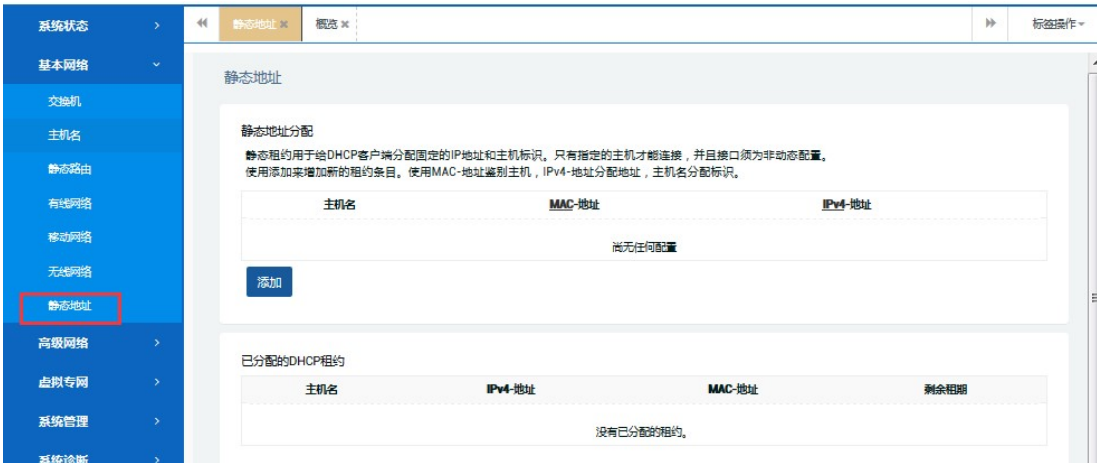 系统状态
基本网络
交换机
主机名
静态路由
有线网络
移动网络
无线网络
静态地址
高级网络
虚拟专网
系统管理
系统诊断
静态地址
概览
标签操作
静态地址
静态地址分配
静态租约用于给DHCP客户端分配固定的IP地址和主机标识。只有指定的主机才能连接，并且接口须为非动态配置。
使用添加来增加新的租约条目。使用MAC-地址鉴别主机，IPv4-地址分配地址，主机名分配标识。
主机名 MAC-地址 IPv4-地址
尚无任何配置
添加
已分配的DHCP租约
主机名 IPv4-地址 MAC-地址 剩余租期
没有已分配的租约。